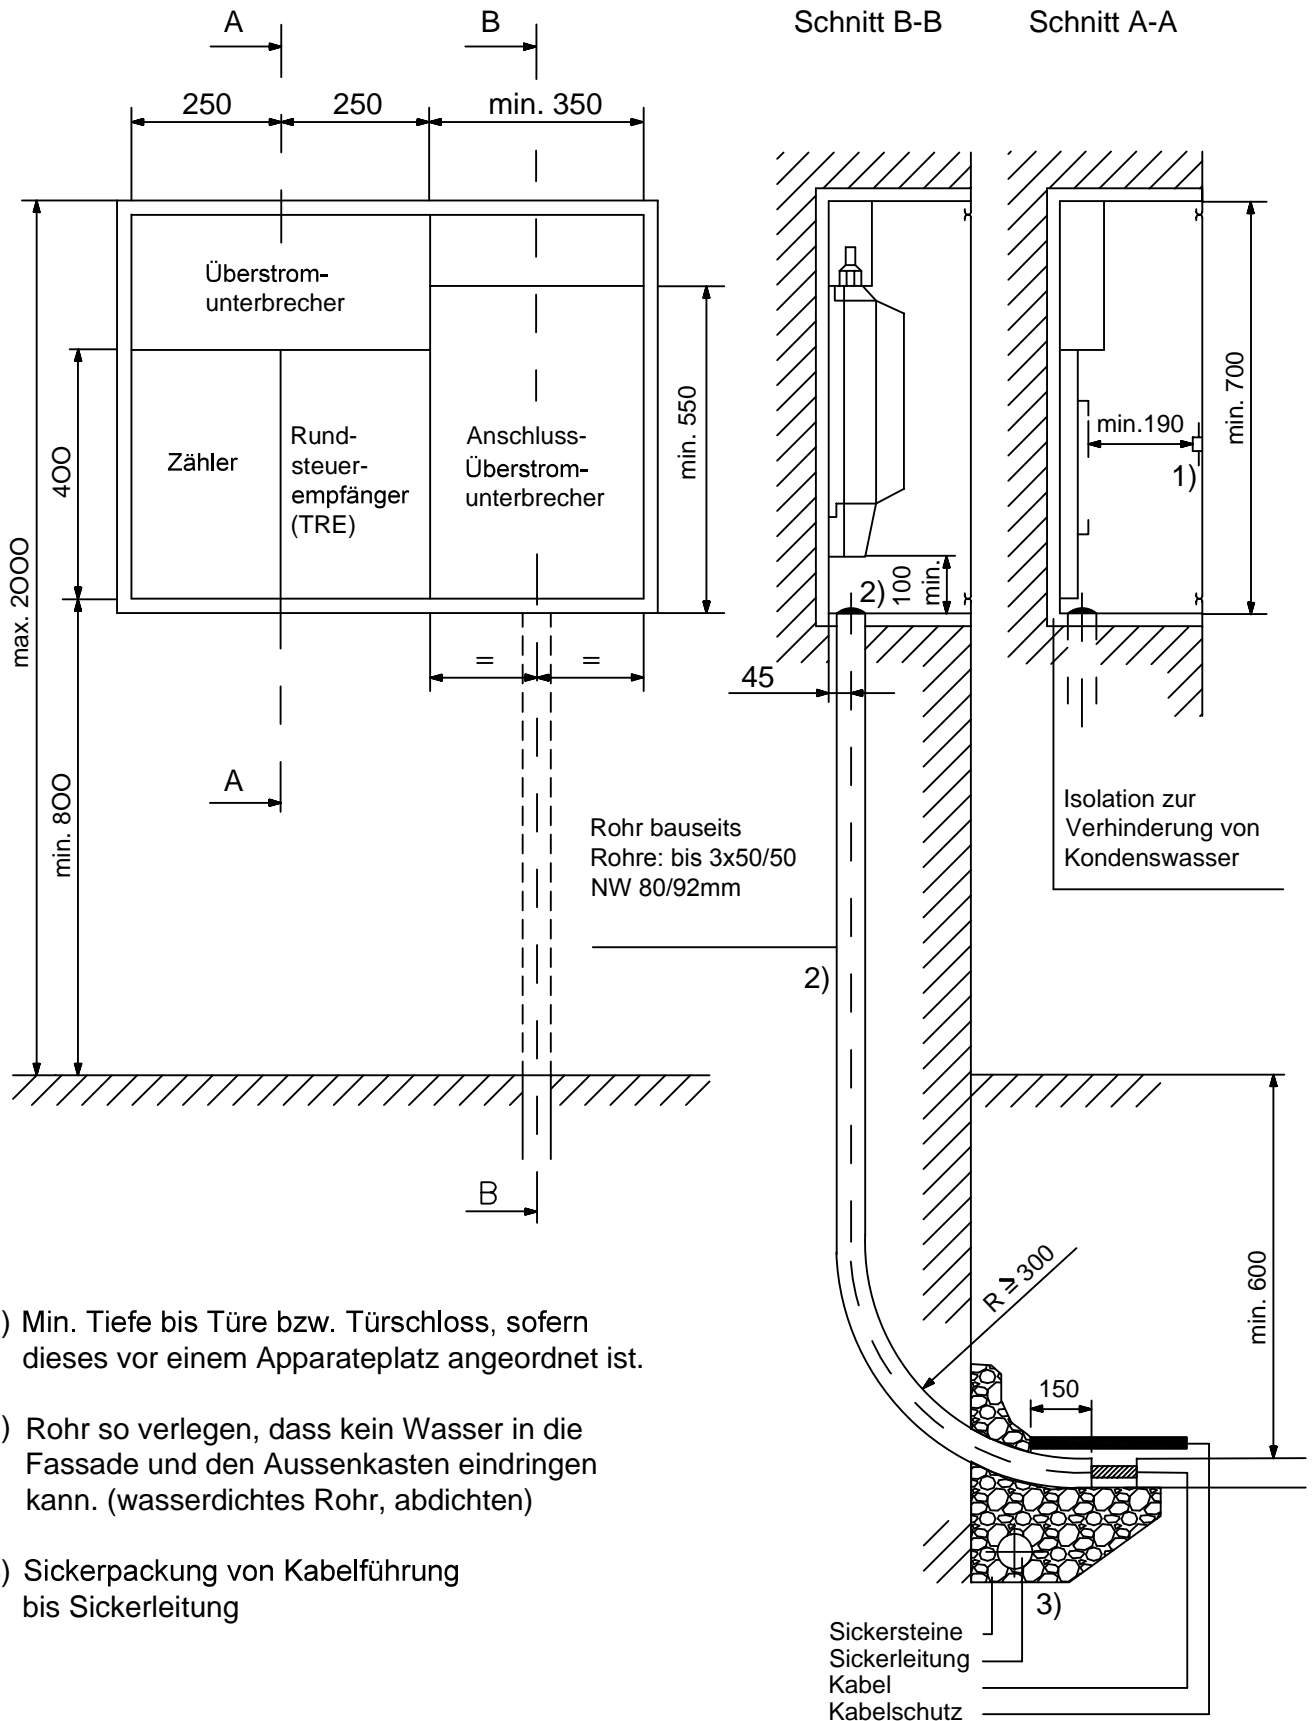 A
B
Schnitt B-B
Schnitt A-A
250
250
min. 350
Überstrom-
unterbrecher
Zähler
Rund-
steuer-
empfänger
(TRE)
Anschluss-
Überstrom-
unterbrecher
400
max. 2000
min. 800
min. 550
=
=
A
B
2)
100
min.
45
min.190
1)
min. 700
Isolation zur
Verhinderung von
Kondenswasser
Rohr bauseits
Rohre: bis 3x50/50
NW 80/92mm
2)
R ≥ 300
min. 600
150
3)
Sickersteine
Sickerleitung
Kabel
Kabelschutz
) Min. Tiefe bis Türe bzw. Türschloss, sofern
dieses vor einem Apparateplatz angeordnet ist.
) Rohr so verlegen, dass kein Wasser in die
Fassade und den Aussenkasten eindringen
kann. (wasserdichtes Rohr, abdichten)
) Sickerpackung von Kabelführung
bis Sickerleitung